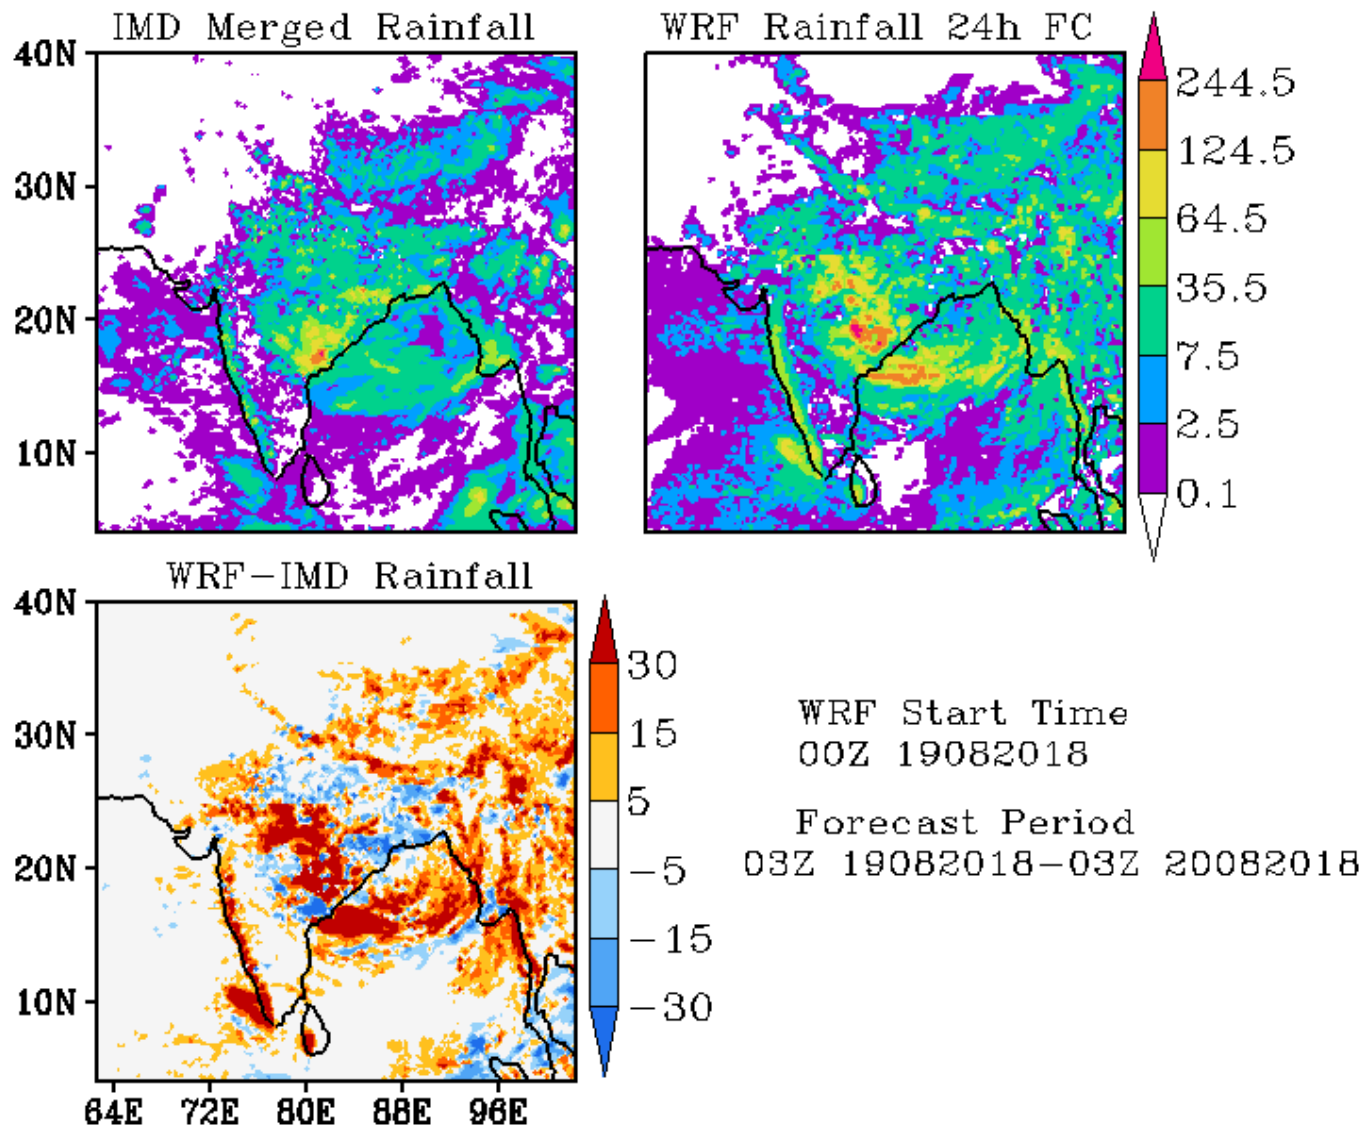 IMD Merged Rainfall
WRF Rainfall 24h FC
40N
30N
20N
10N
244.5
124.5
64.5
35.5
7.5
2.5
0.1
WRF-IMD Rainfall
40N
30N
20N
10N
64E 72E 80E 88E 96E
30
15
5
-5
-15
-30
WRF Start Time
00Z 19082018
Forecast Period
03Z 19082018-03Z 20082018